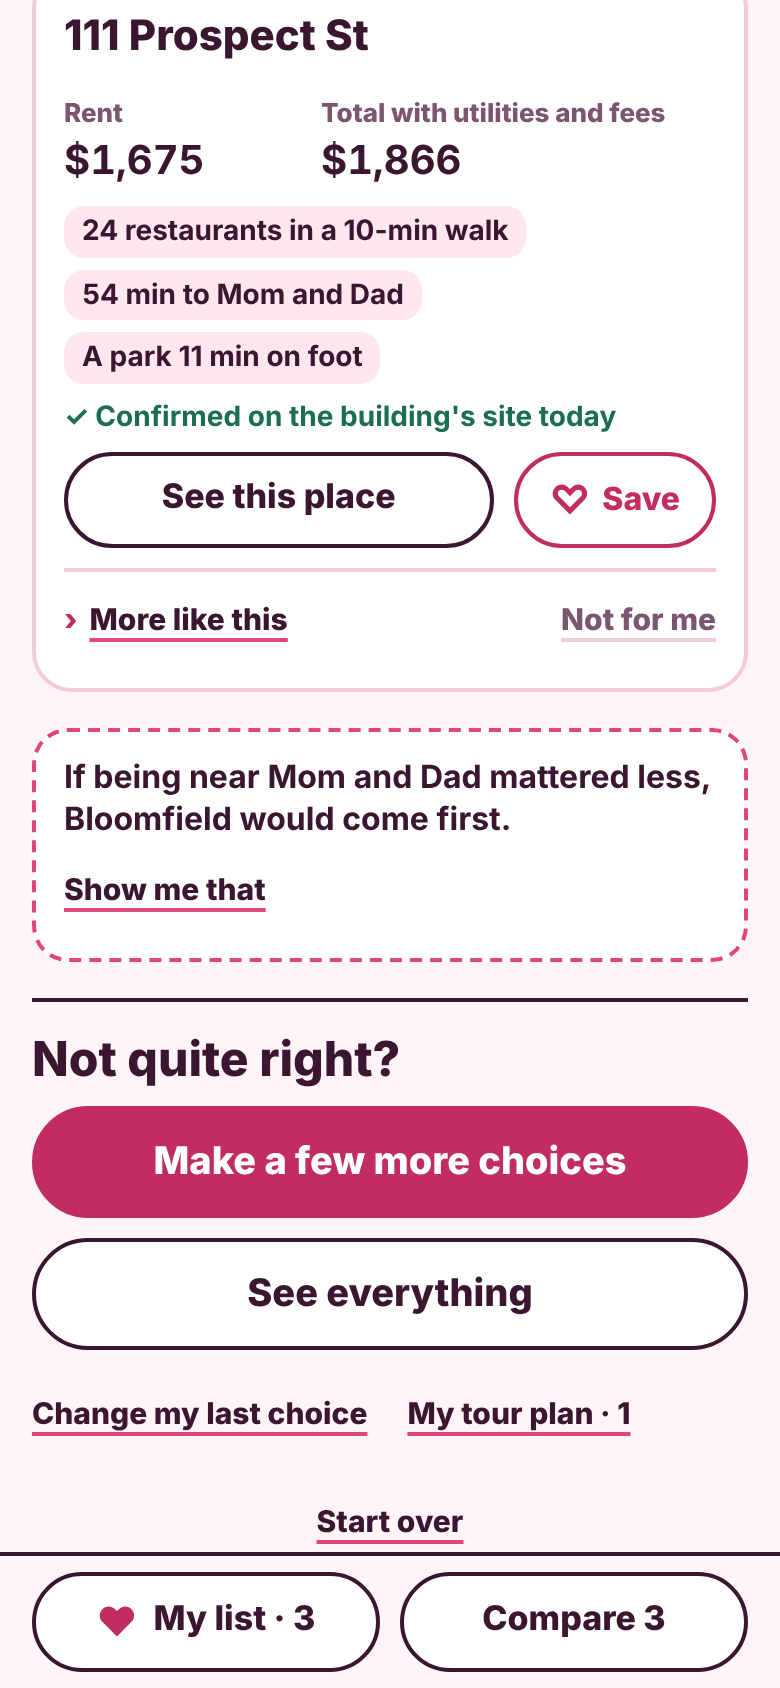 111 Prospect St
Rent
Total with utilities and fees
$1,675
$1,866
24 restaurants in a 10-min walk
54 min to Mom and Dad
A park 11 min on foot
✓ Confirmed on the building's site today
See this place
Save
› More like this
Not for me
If being near Mom and Dad mattered less,
Bloomfield would come first.
Show me that
Not quite right?
Make a few more choices
See everything
Change my last choice
My tour plan · 1
Start over
My list · 3
Compare 3